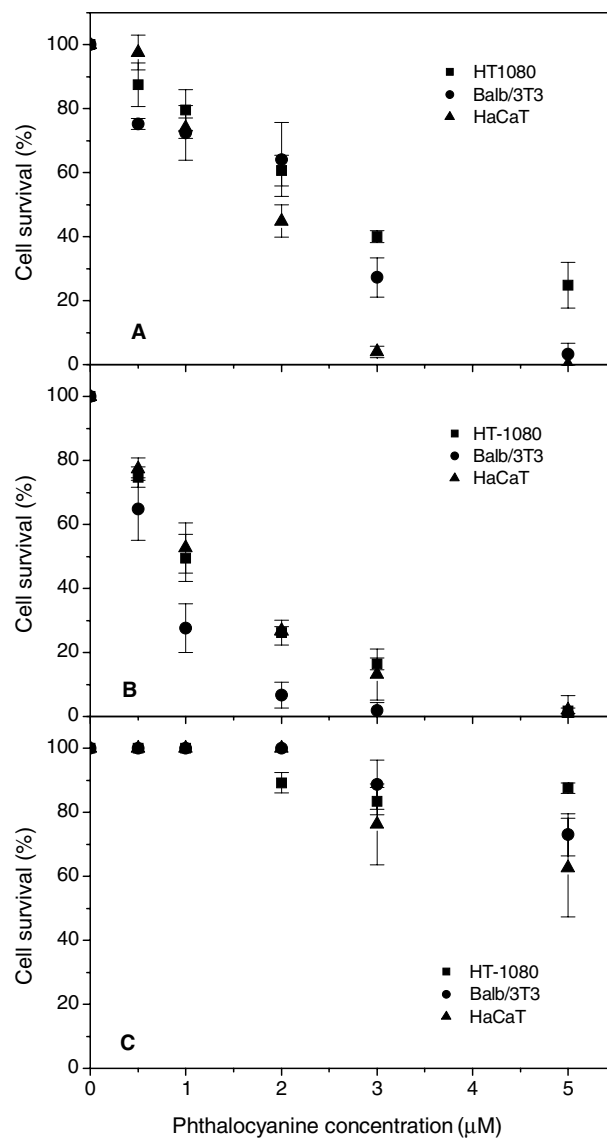 100
80
60
40
20
0
Cell survival (%)
HT1080
Balb/3T3
HaCaT
A
100
80
60
40
20
0
Cell survival (%)
HT-1080
Balb/3T3
HaCaT
B
100
80
60
40
20
0
Cell survival (%)
HT-1080
Balb/3T3
HaCaT
C
0 1 2 3 4 5
Phthalocyanine concentration (μM)